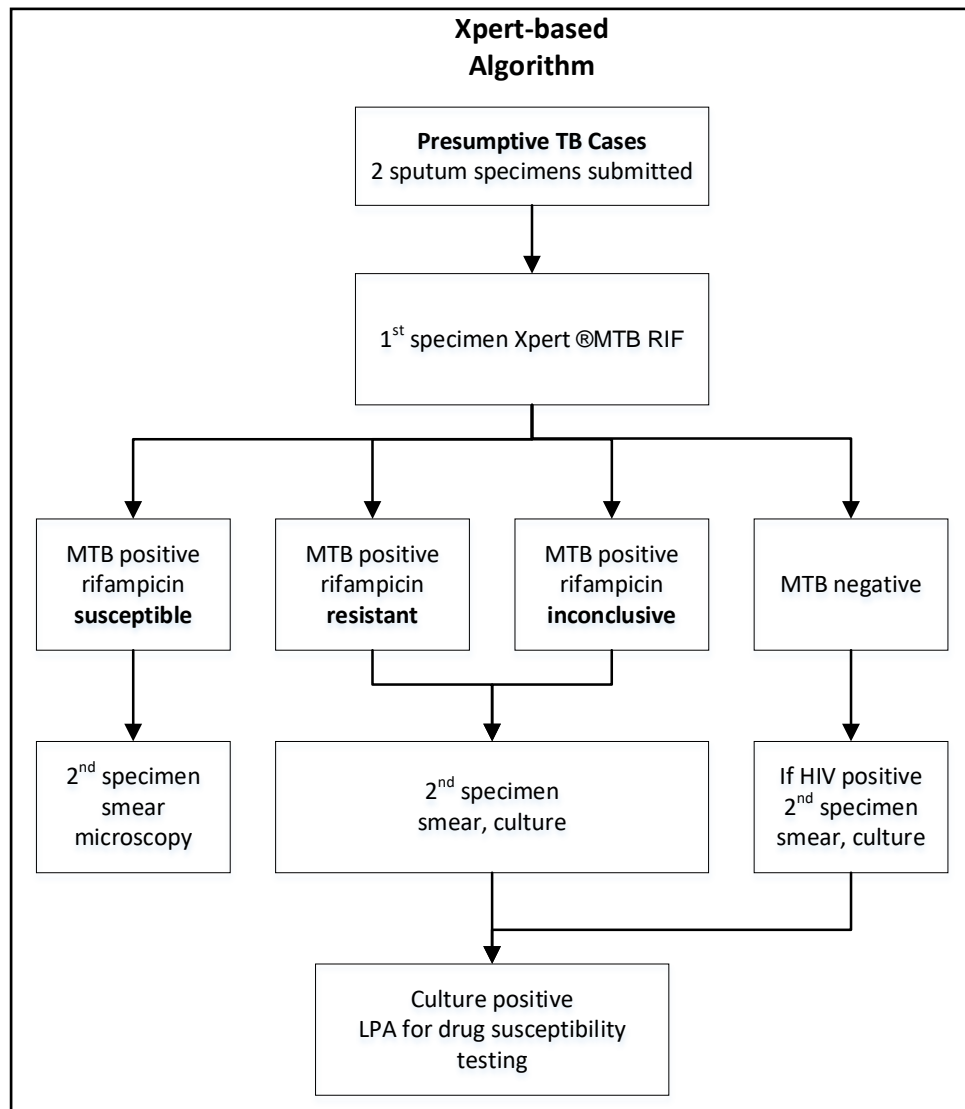 Xpert-based
Algorithm
Presumptive TB Cases
2 sputum specimens submitted
1st specimen Xpert ®MTB RIF
MTB positive
rifampicin
susceptible
MTB positive
rifampicin
resistant
MTB positive
rifampicin
inconclusive
MTB negative
2nd specimen
smear
microscopy
2nd specimen
smear, culture
If HIV positive
2nd specimen
smear, culture
Culture positive
LPA for drug susceptibility
testing